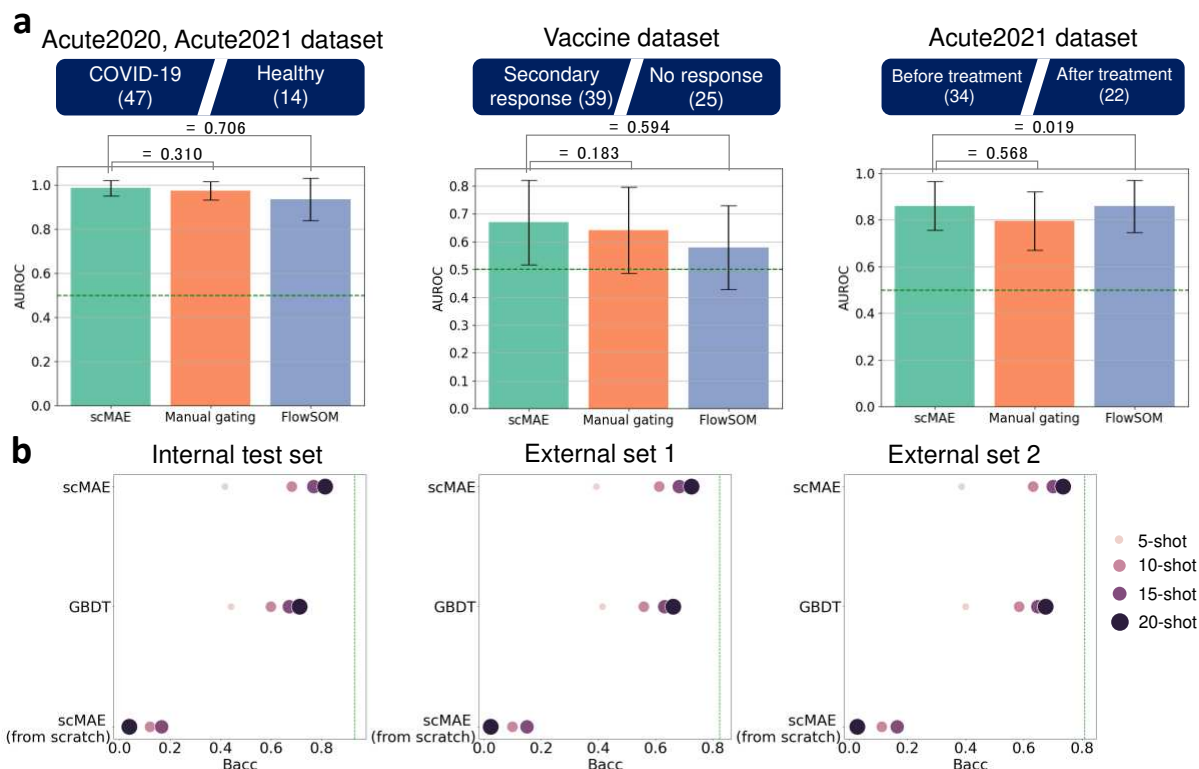 a
Acute2020, Acute2021 dataset
COVID-19
(47)
Healthy
(14)
= 0.706
= 0.310
1.0
0.8
0.6
0.4
0.2
0.0
AUROC
scMAE
Manual gating
FlowSOM
Vaccine dataset
Secondary
response (39)
No response
(25)
= 0.594
= 0.183
0.8
0.7
0.6
0.5
0.4
0.3
0.2
0.1
0.0
AUROC
scMAE
Manual gating
FlowSOM
Acute2021 dataset
Before treatment
(34)
After treatment
(22)
= 0.019
= 0.568
1.0
0.8
0.6
0.4
0.2
0.0
AUROC
scMAE
Manual gating
FlowSOM
b
Internal test set
scMAE
GBDT
scMAE
(from scratch)
0.0 0.2 0.4 0.6 0.8
Bacc
External set 1
scMAE
GBDT
scMAE
(from scratch)
0.0 0.2 0.4 0.6 0.8
Bacc
External set 2
scMAE
GBDT
scMAE
(from scratch)
0.0 0.2 0.4 0.6 0.8
Bacc
5-shot
10-shot
15-shot
20-shot